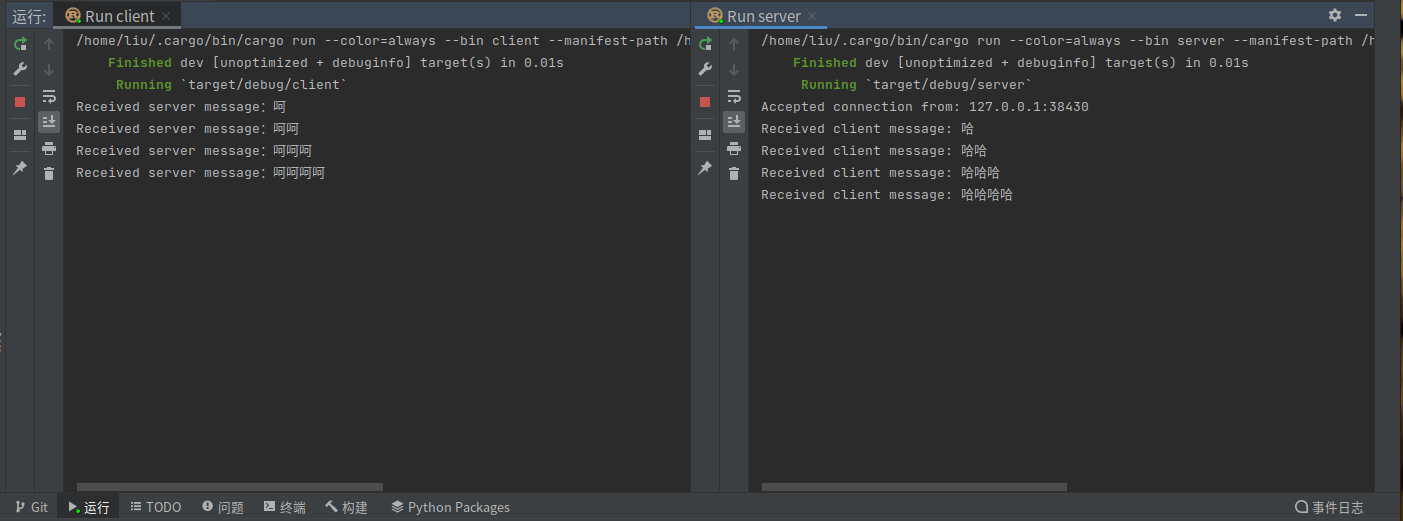 运行: Run client
/home/liu/.cargo/bin/cargo run --color=always --bin client --manifest-path /h
Finished dev [unoptimized + debuginfo] target(s) in 0.01s
Running `target/debug/client`
Received server message: 呵
Received server message: 呵呵
Received server message: 呵呵呵
Received server message: 呵呵呵呵
Run server
/home/liu/.cargo/bin/cargo run --color=always --bin server --manifest-path /h
Finished dev [unoptimized + debuginfo] target(s) in 0.01s
Running `target/debug/server`
Accepted connection from: 127.0.0.1:38430
Received client message: 哈
Received client message: 哈哈
Received client message: 哈哈哈
Received client message: 哈哈哈哈
Git 运行 TODO 问题 终端 构建 Python Packages 事件日志